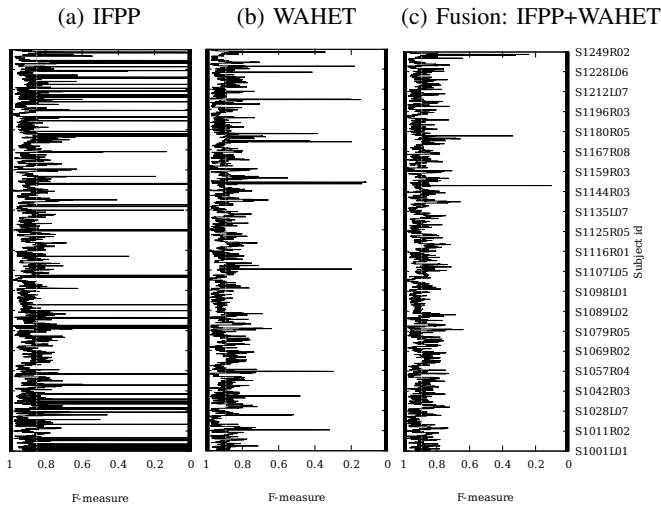 (a) IFPP
(b) WAHET
(c) Fusion: IFPP+WAHET
S1249R02
S1228L06
S1212L07
S1196R03
S1180R05
S1167R08
S1159R03
S1144R03
S1135L07
S1125R05
S1116R01
S1107L05
S1098L01
S1089L02
S1079R05
S1069R02
S1057R04
S1042R03
S1028L07
S1011R02
S1001L01
Subject id
1 0.8 0.6 0.4 0.2 0
1 0.8 0.6 0.4 0.2 0
1 0.8 0.6 0.4 0.2 0
F-measure
F-measure
F-measure